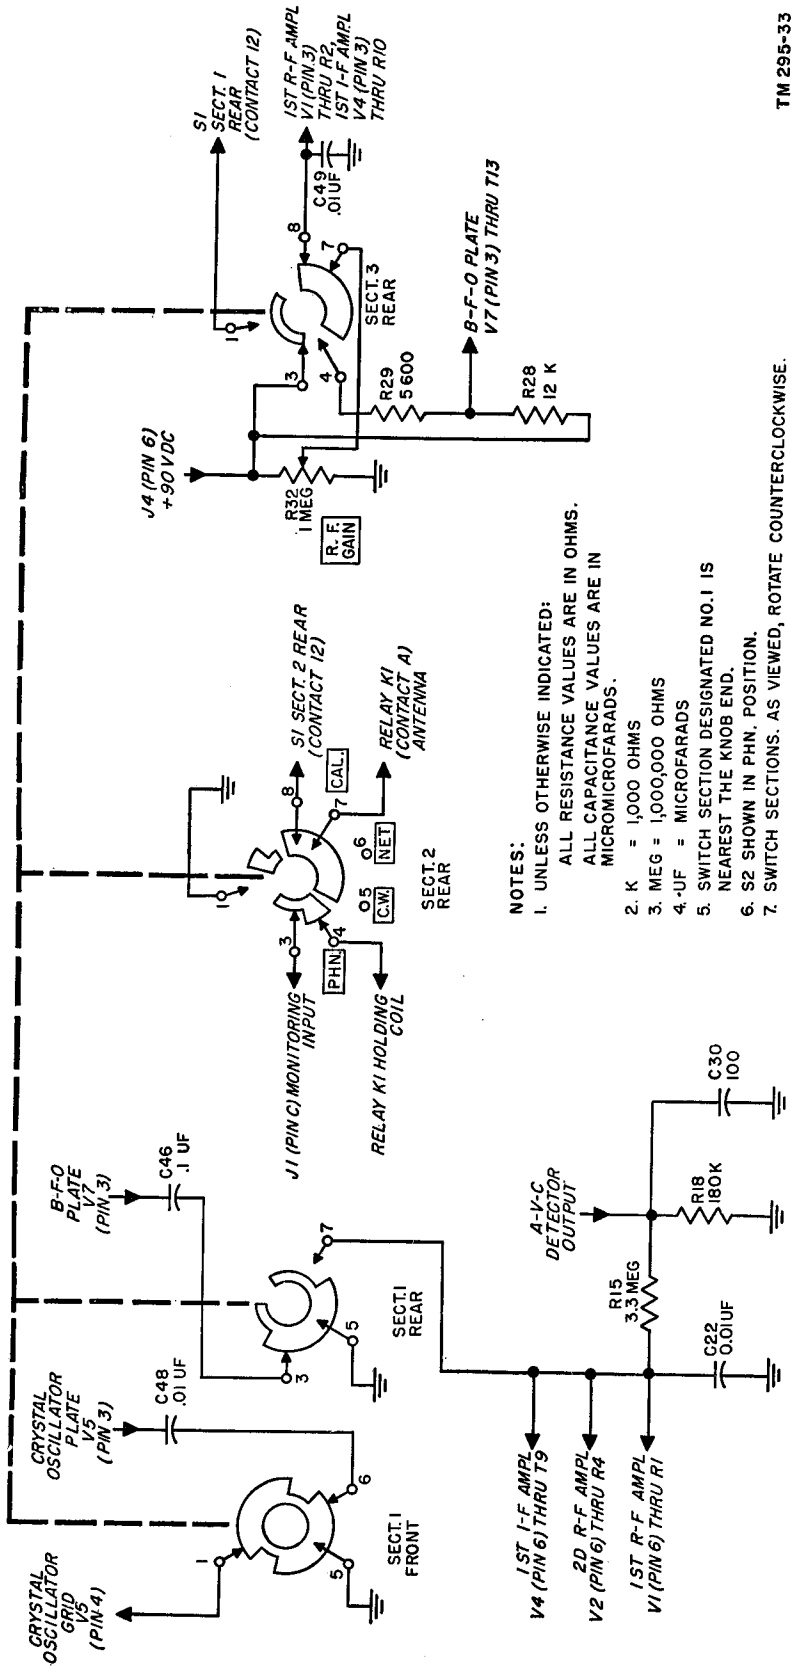 CRYSTAL
OSCILLATOR
GRID
V5
(PIN 4)
CRYSTAL
OSCILLATOR
PLATE
V5
(PIN 3)
C48
.01 UF
1
6
5
SECT. 1
FRONT
B-F-O
PLATE
V7
(PIN 3)
C46
.1 UF
3
5
7
SECT. 1
REAR
1ST I-F AMPL
V4 (PIN 6) THRU T9
2D R-F AMPL
V2 (PIN 6) THRU R4
1ST R-F AMPL
V1 (PIN 6) THRU R1
A-V-C
DETECTOR
OUTPUT
R15
3.3 MEG
C22
0.01UF
R18
180K
C30
100
J1 (PIN C) MONITORING
INPUT
RELAY K1 HOLDING
COIL
1
3
4
PHN
5
C.W.
6
NET
7
CAL.
8
S1 SECT. 2 REAR
(CONTACT 12)
RELAY K1
(CONTACT A)
ANTENNA
SECT. 2
REAR
J4 (PIN 6)
+90 VDC
R32
1 MEG
R. F.
GAIN
1
3
4
7
8
SECT. 3
REAR
S1
SECT. 1
REAR
(CONTACT 12)
1ST R-F AMPL
V1 (PIN 3)
THRU R2,
1ST I-F AMPL
V4 (PIN 3)
THRU R10
C49
.01UF
R29
5600
B-F-O PLATE
V7 (PIN 3) THRU T13
R28
12 K
NOTES:
1. UNLESS OTHERWISE INDICATED:
ALL RESISTANCE VALUES ARE IN OHMS.
ALL CAPACITANCE VALUES ARE IN
MICROMICROFARADS.
2. K = 1,000 OHMS
3. MEG = 1,000,000 OHMS
4. UF = MICROFARADS
5. SWITCH SECTION DESIGNATED NO. 1 IS
NEAREST THE KNOB END.
6. S2 SHOWN IN PHN. POSITION.
7. SWITCH SECTIONS. AS VIEWED, ROTATE COUNTERCLOCKWISE.
TM 295-33